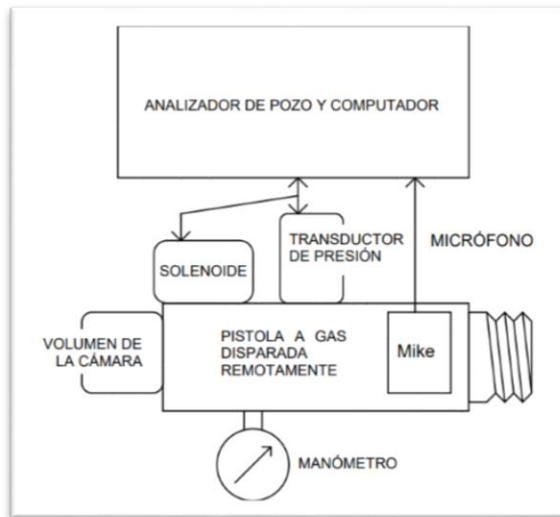 ANALIZADOR DE POZO Y COMPUTADOR
TRANSDUCTOR
DE PRESIÓN
MICRÓFONO
SOLENOIDE
VOLUMEN DE
LA CÁMARA
PISTOLA A GAS
DISPARADA
REMOTAMENTE
Mike
MANÓMETRO